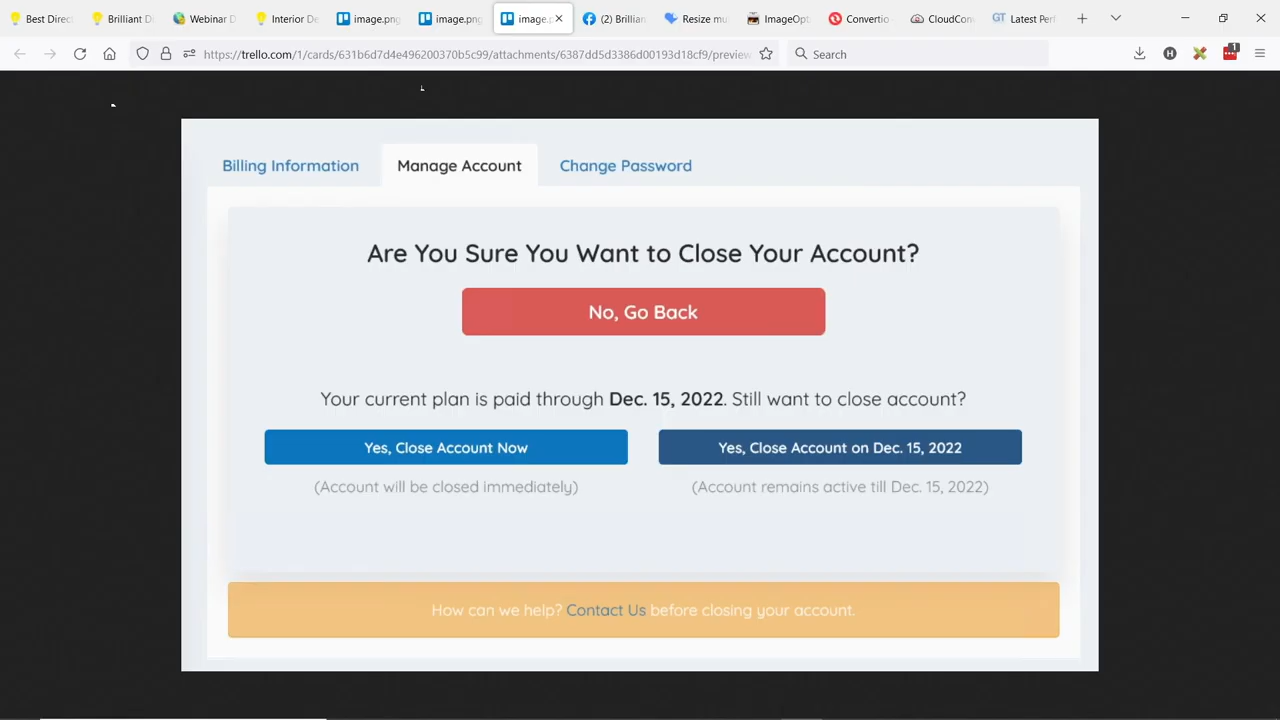 Best Direct
Brilliant Di
Webinar D
Interior De
image.png
image.png
image.p
(2) Brillian
Resize mu
ImageOpt
Convertio
CloudCon
Latest Perf
https://trello.com/1/cards/631b6d7d4e496200370b5c99/attachments/6387dd5d3386d00193d18cf9/preview
Search
1
Billing Information
Manage Account
Change Password
Are You Sure You Want to Close Your Account?
No, Go Back
Your current plan is paid through Dec. 15, 2022. Still want to close account?
Yes, Close Account Now
Yes, Close Account on Dec. 15, 2022
(Account will be closed immediately)
(Account remains active till Dec. 15, 2022)
How can we help? Contact Us before closing your account.